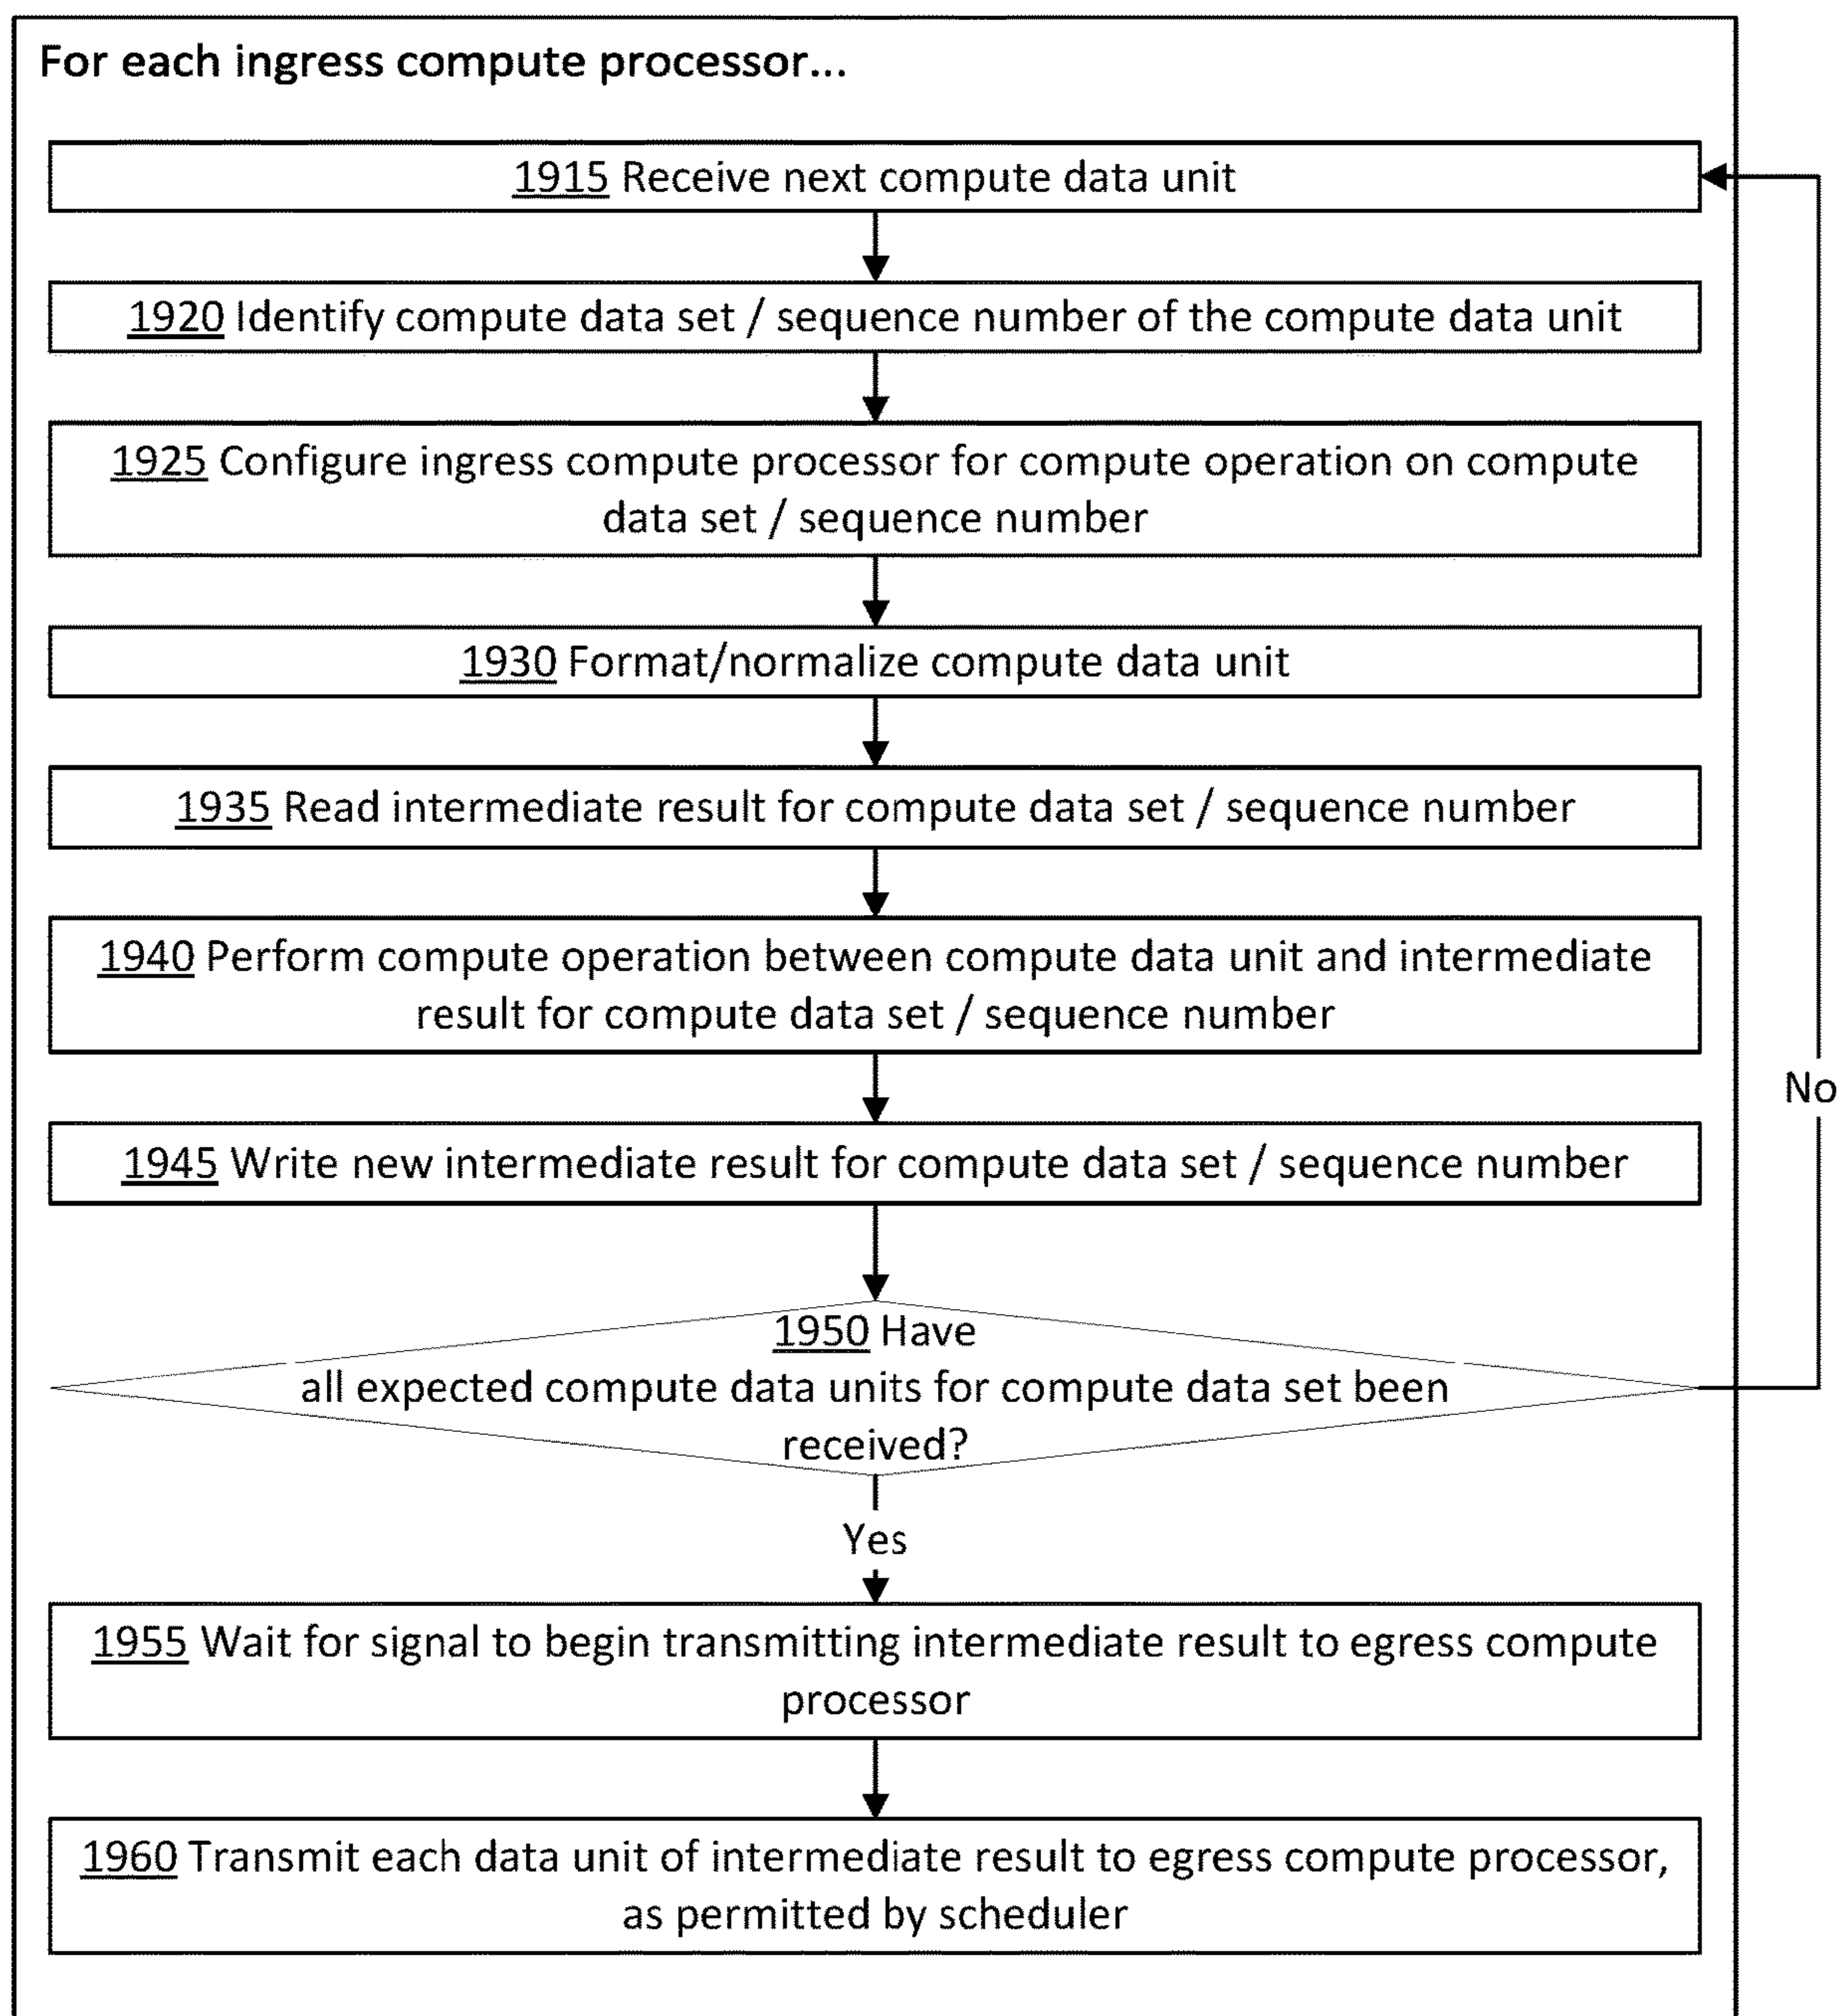 For each ingress compute processor...
1915 Receive next compute data unit
1920 Identify compute data set / sequence number of the compute data unit
1925 Configure ingress compute processor for compute operation on compute
data set / sequence number
1930 Format/normalize compute data unit
1935 Read intermediate result for compute data set / sequence number
1940 Perform compute operation between compute data unit and intermediate
result for compute data set / sequence number
No
1945 Write new intermediate result for compute data set / sequence number
1950 Have
all expected compute data units for compute data set been
received?
Yes
1955 Wait for signal to begin transmitting intermediate result to egress compute
processor
1960 Transmit each data unit of intermediate result to egress compute processor,
as permitted by scheduler